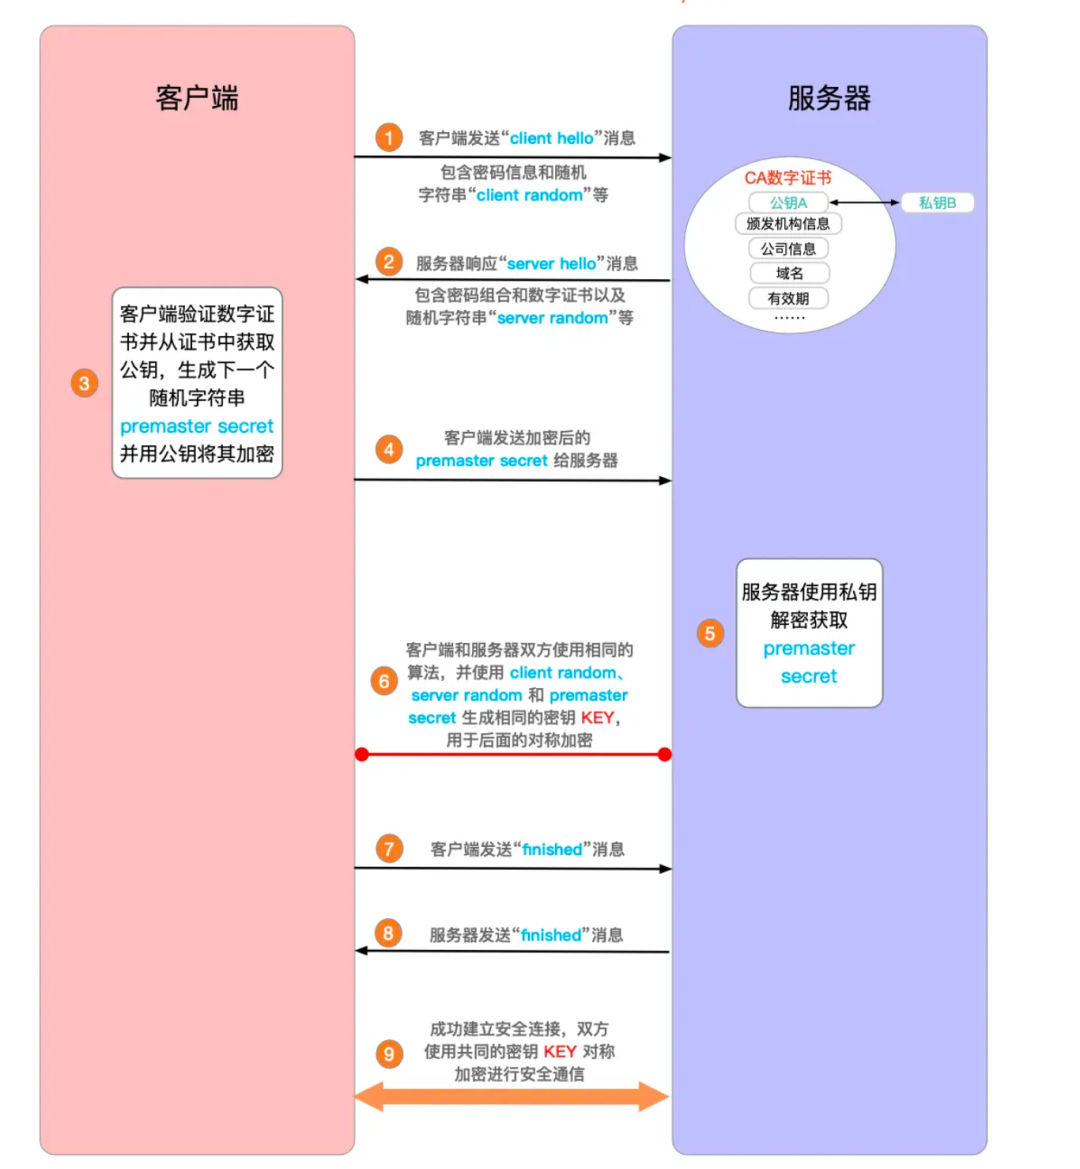 客户端
服务器
1
客户端发送“client hello”消息
包含密码信息和随机
字符串“client random”等
CA数字证书
公钥A
私钥B
颁发机构信息
公司信息
域名
有效期
……
2
服务器响应“server hello”消息
包含密码组合和数字证书以及
随机字符串“server random”等
3
客户端验证数字证
书并从证书中获取
公钥，生成下一个
随机字符串
premaster secret
并用公钥将其加密
4
客户端发送加密后的
premaster secret 给服务器
5
服务器使用私钥
解密获取
premaster
secret
6
客户端和服务器双方使用相同的
算法，并使用 client random、
server random 和 premaster
secret 生成相同的密钥 KEY，
用于后面的对称加密
7
客户端发送“finished”消息
8
服务器发送“finished”消息
9
成功建立安全连接，双方
使用共同的密钥 KEY 对称
加密进行安全通信